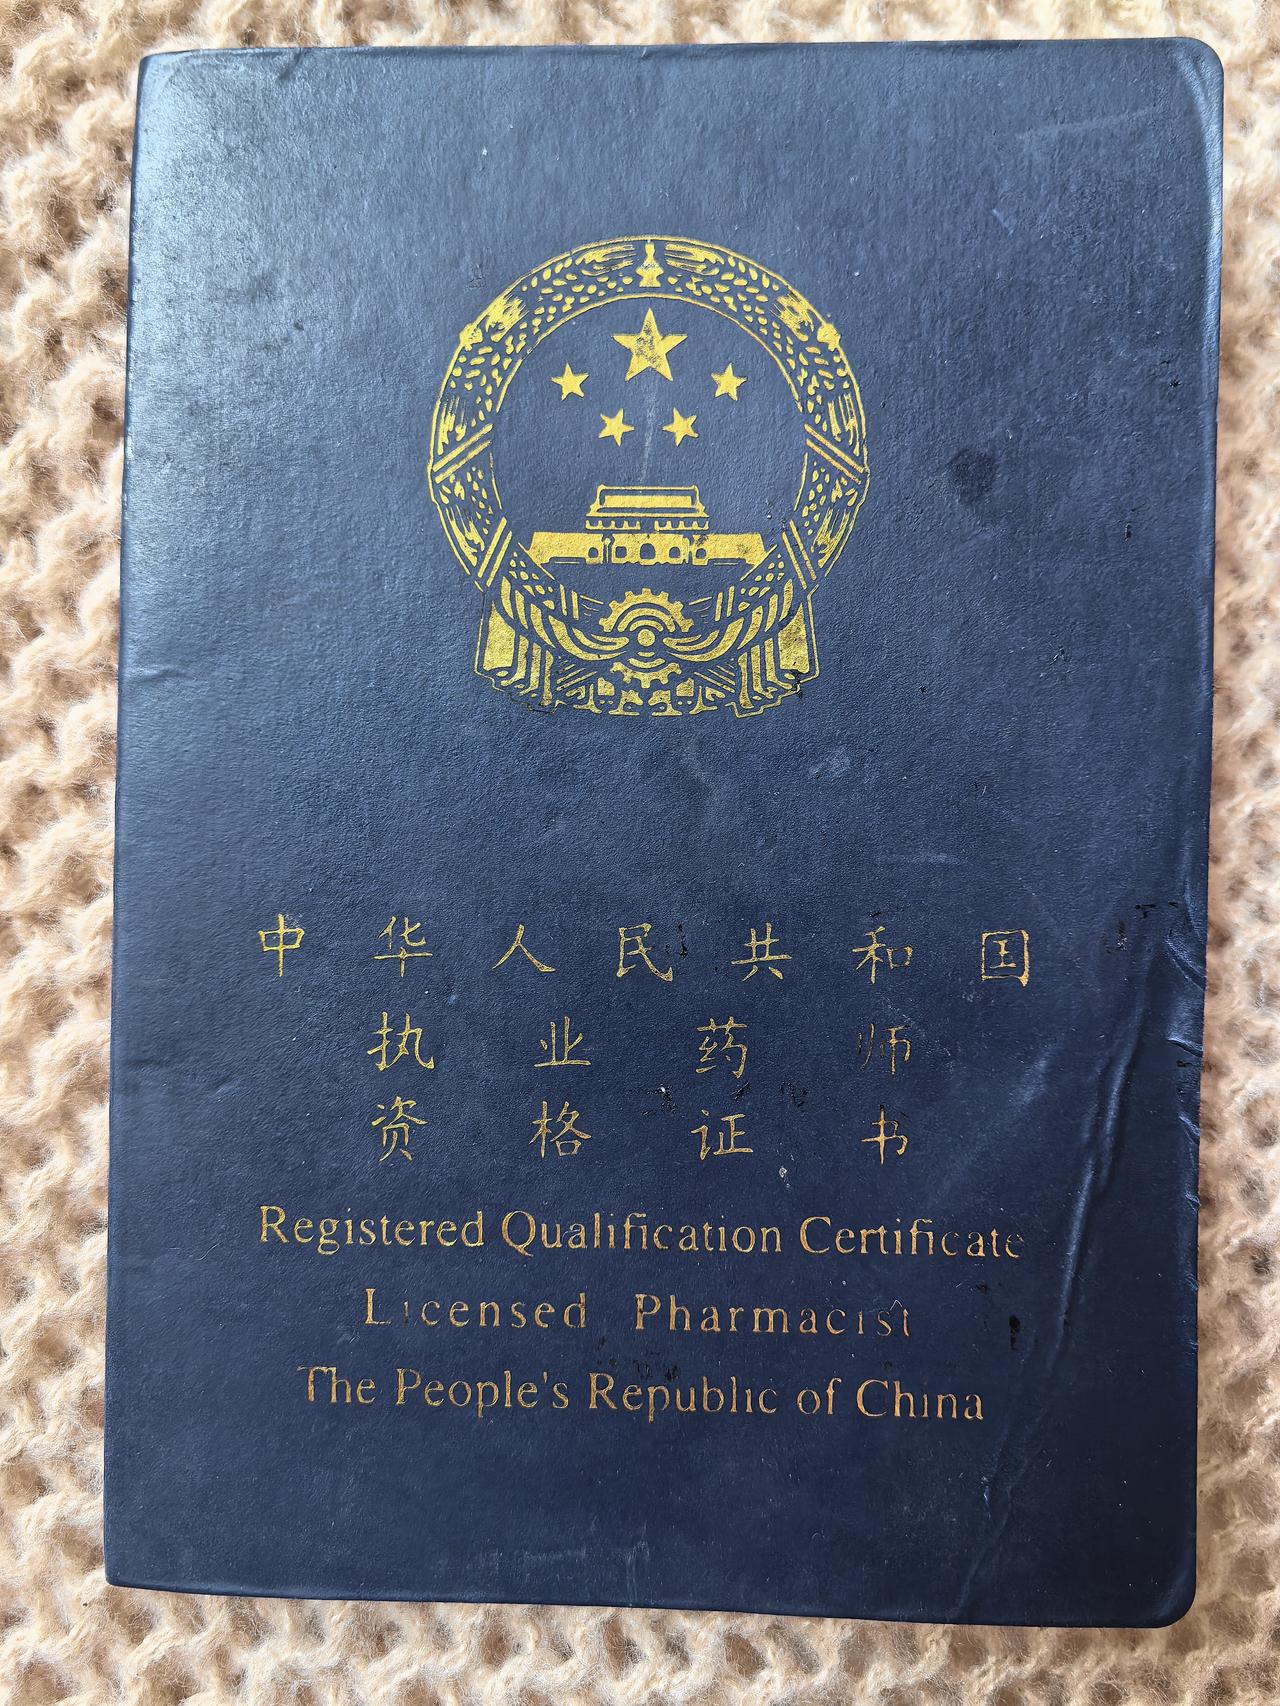 中华人民共和国
执业药师
资格证书
Registered Qualification Certificate
Licensed Pharmacist
The People's Republic of China